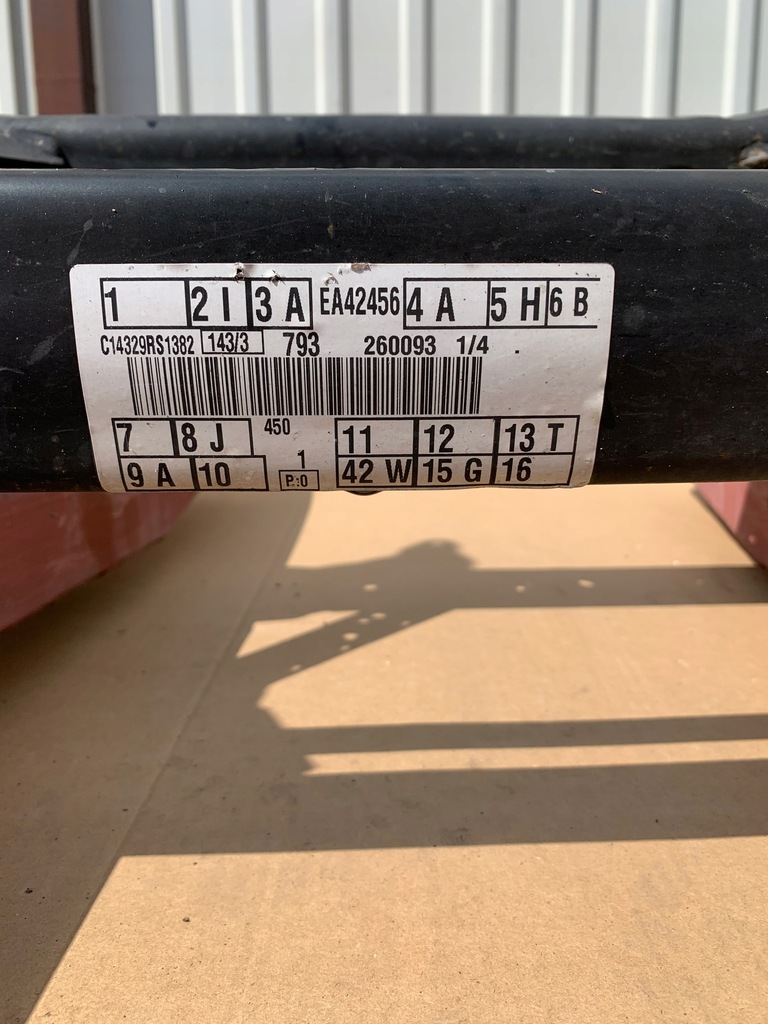 1 2 I 3 A EA42456 4 A 5 H 6 B
C14329RS1382 143/3 793 260093 1/4 .
7 8 J 450 11 12 13 T
9 A 10 1 P:0 42 W 15 G 16